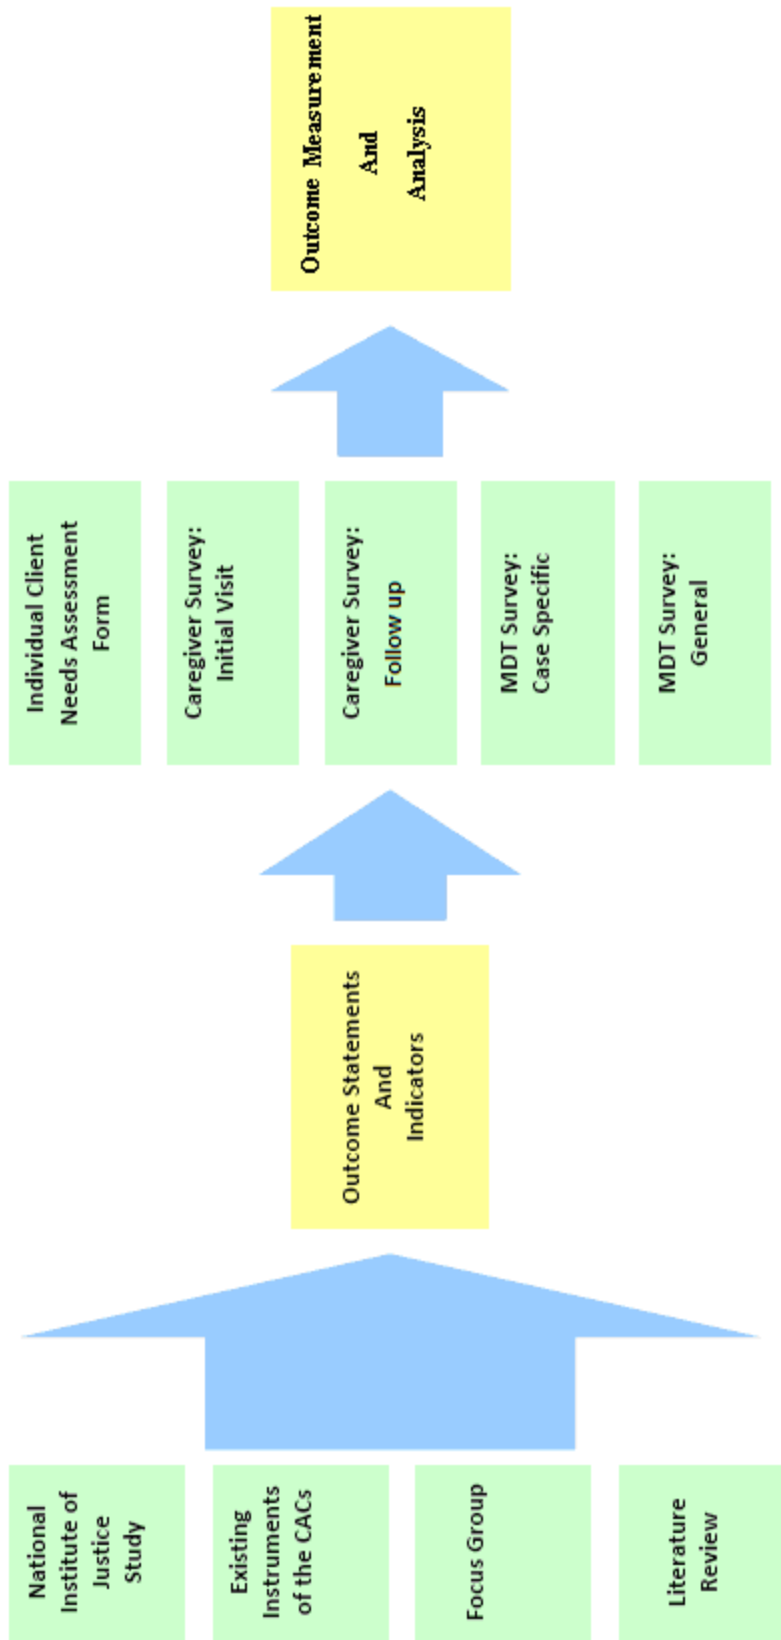 National
Institute of
Justice
Study
Existing
Instruments
of the CACs
Focus Group
Literature
Review
Outcome Statements
And
Indicators
Individual Client
Needs Assessment
Form
Caregiver Survey:
Initial Visit
Caregiver Survey:
Follow up
MDT Survey:
Case Specific
MDT Survey:
General
Outcome Measurement
And
Analysis